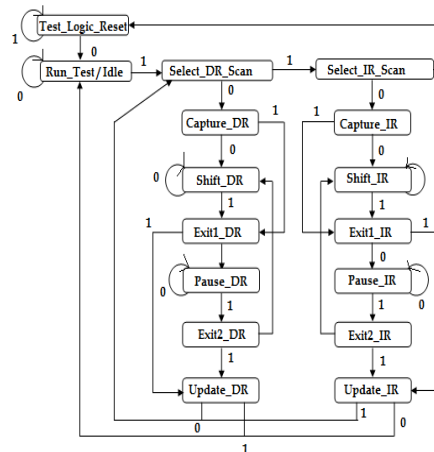 Test_Logic_Reset
1
0
Run_Test/Idle
1
Select_DR_Scan
1
Select_IR_Scan
0
0
0
Capture_DR
1
1
Capture_IR
0
0
0
Shift_DR
Shift_IR
0
1
1
1
Exit1_DR
1
Exit1_IR
1
0
Pause_DR
Pause_IR
0
0
1
1
Exit2_DR
Exit2_IR
1
1
Update_DR
Update_IR
1
0
0
1